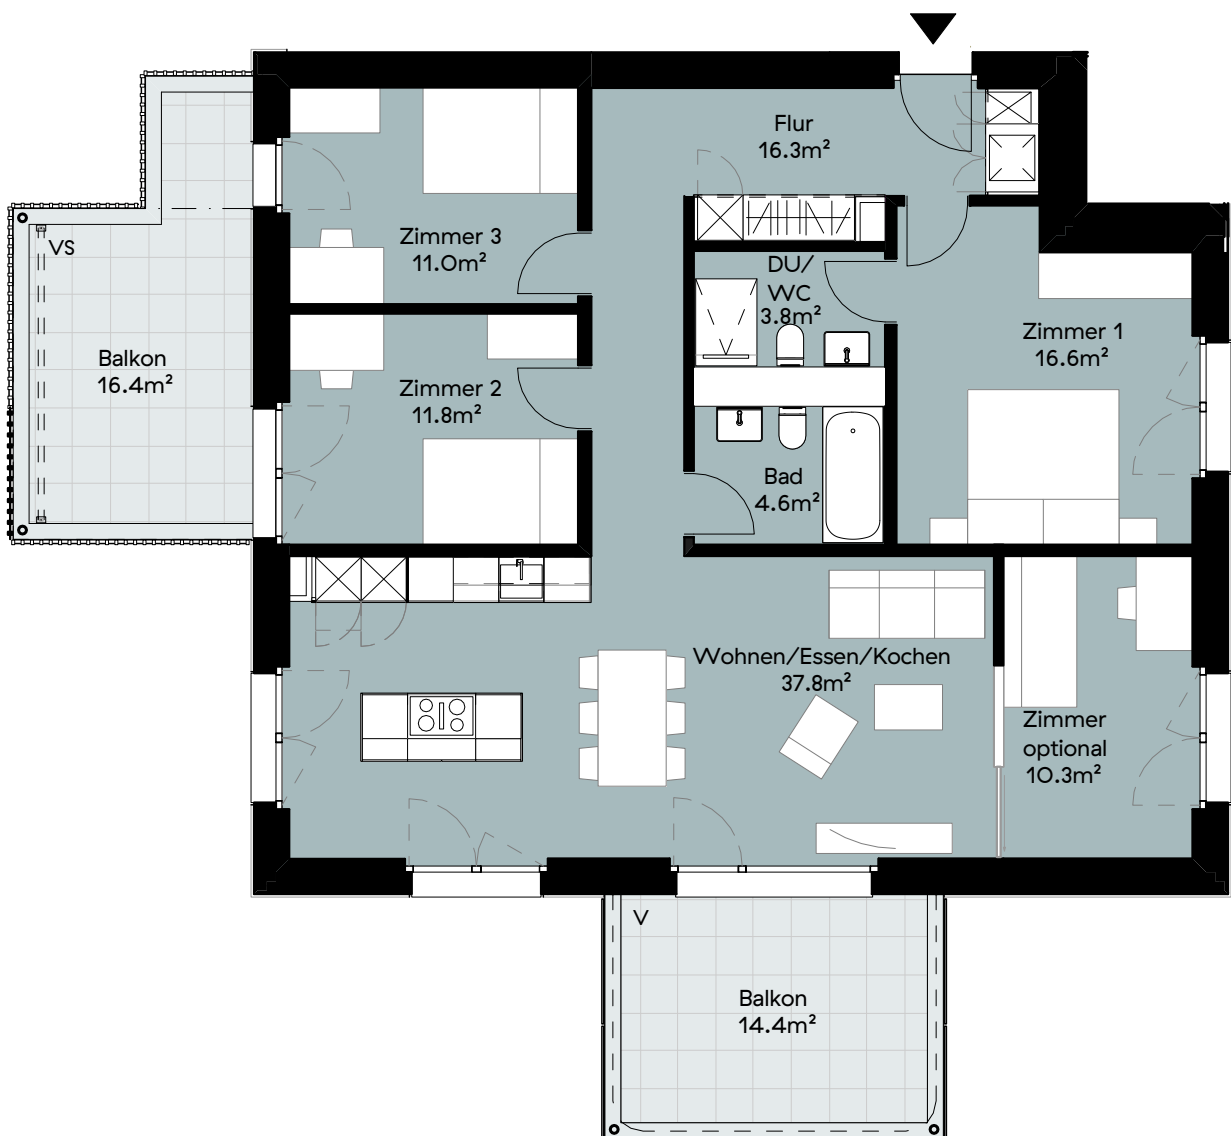 Flur
16.3m²
Zimmer 3
11.0m²
VS
DU/
WC
3.8m²
Zimmer 1
16.6m²
Balkon
16.4m²
Zimmer 2
11.8m²
Bad
4.6m²
Wohnen/Essen/Kochen
37.8m²
Zimmer
optional
10.3m²
V
Balkon
14.4m²